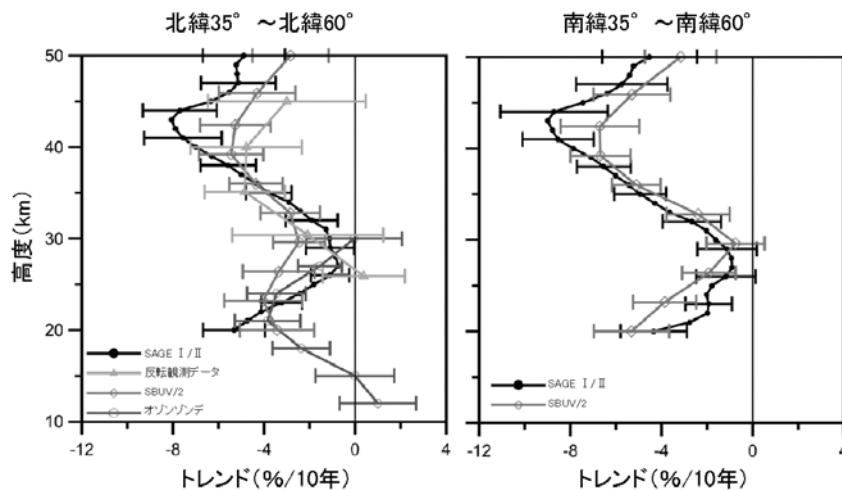 北緯35° ～北緯60°
南緯35° ～南緯60°
高度(km)
50
40
30
20
10
SAGE Ⅰ/Ⅱ
反転観測データ
SBUV/2
オゾンゾンデ
-12
-8
-4
0
4
トレンド(%/10年)
SAGE Ⅰ/Ⅱ
SBUV/2
-12
-8
-4
0
4
トレンド(%/10年)